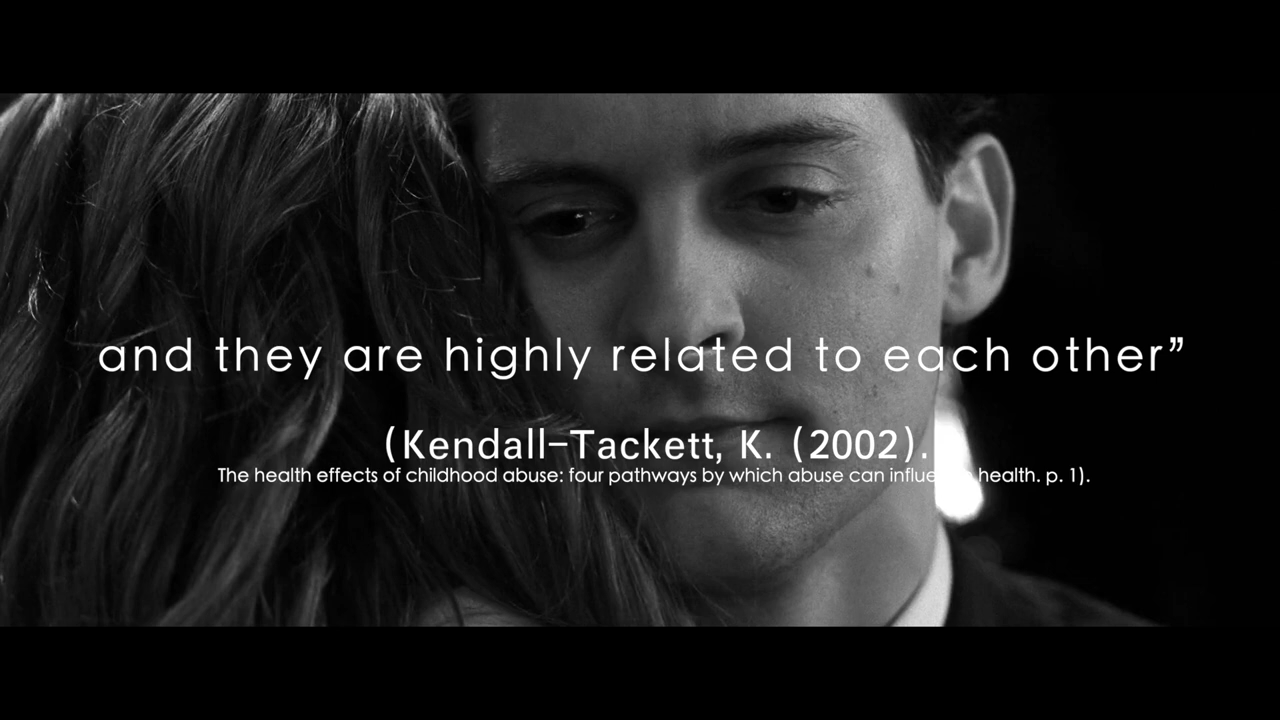 and they are highly related to each other”
(Kendall–Tackett, K. (2002).
The health effects of childhood abuse: four pathways by which abuse can health. p. 1).